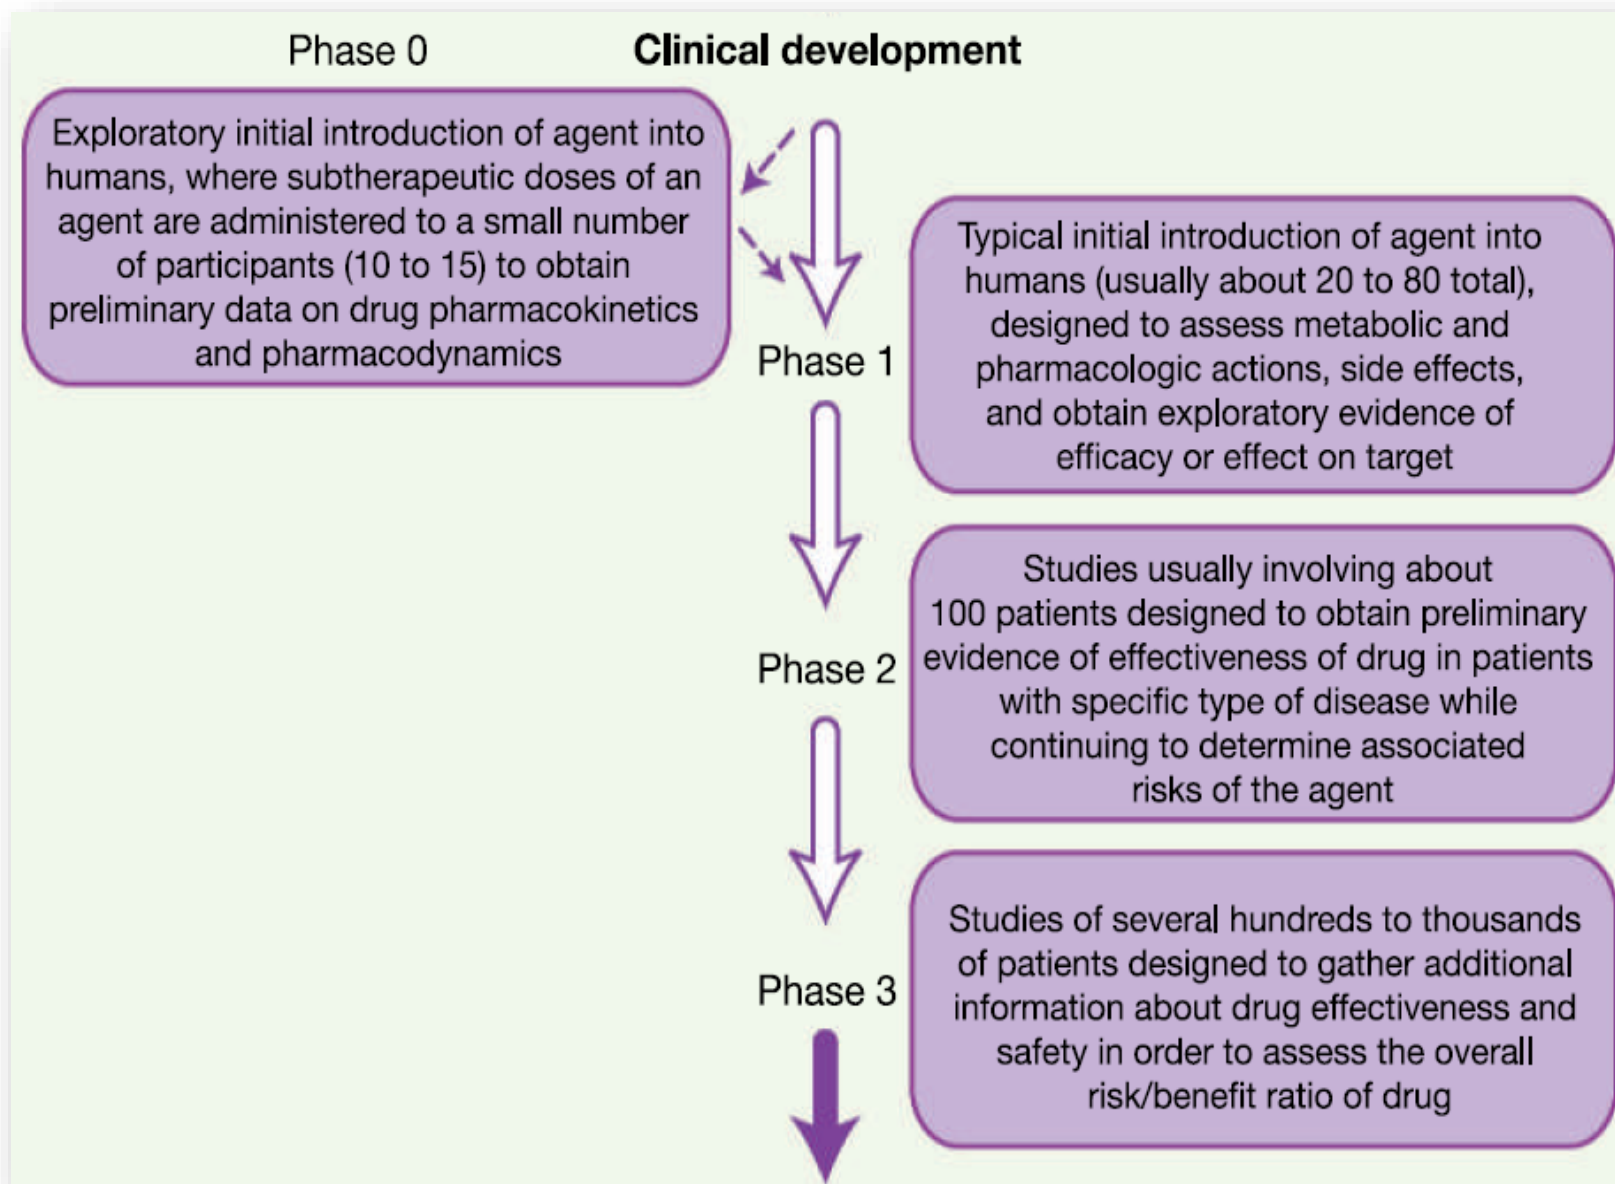 Phase 0
Clinical development
Exploratory initial introduction of agent into
humans, where subtherapeutic doses of an
agent are administered to a small number
of participants (10 to 15) to obtain
preliminary data on drug pharmacokinetics
and pharmacodynamics
Phase 1
Typical initial introduction of agent into
humans (usually about 20 to 80 total),
designed to assess metabolic and
pharmacologic actions, side effects,
and obtain exploratory evidence of
efficacy or effect on target
Phase 2
Studies usually involving about
100 patients designed to obtain preliminary
evidence of effectiveness of drug in patients
with specific type of disease while
continuing to determine associated
risks of the agent
Phase 3
Studies of several hundreds to thousands
of patients designed to gather additional
information about drug effectiveness and
safety in order to assess the overall
risk/benefit ratio of drug